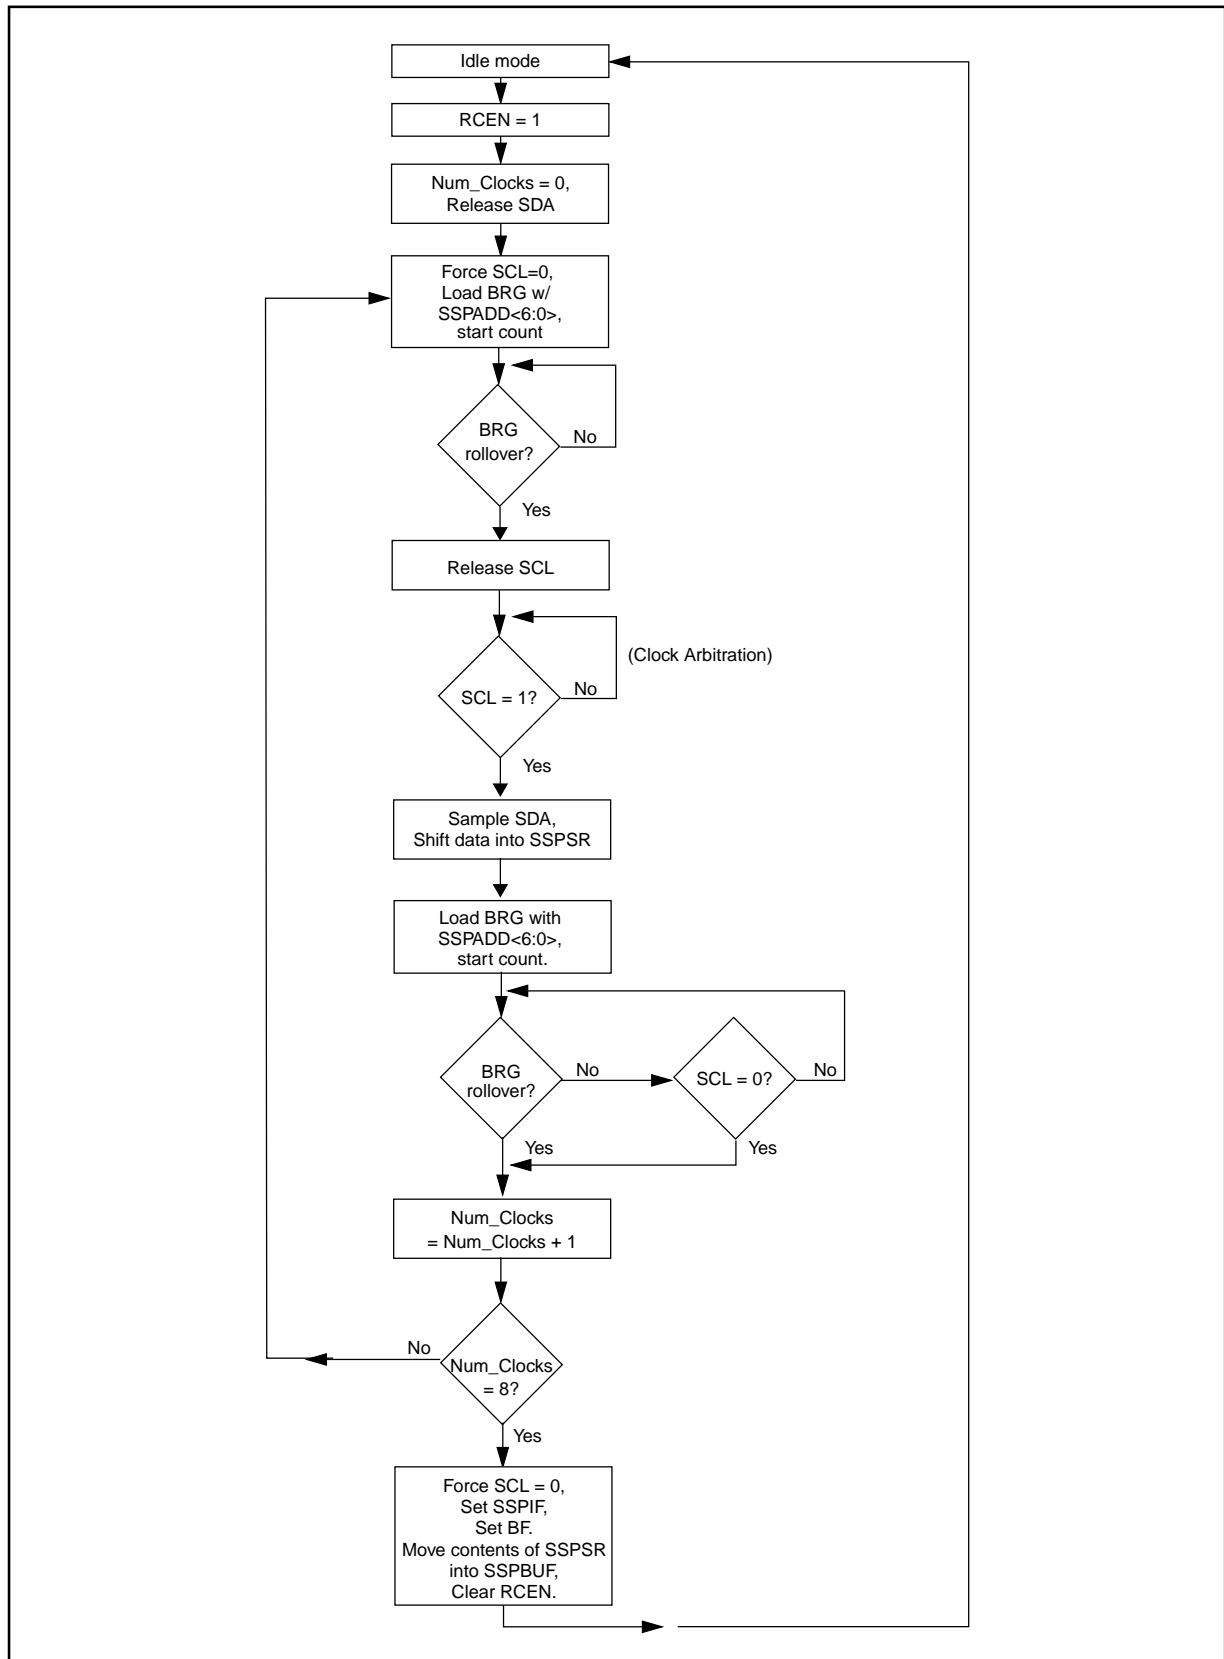 Idle mode
RCEN = 1
Num_Clocks = 0,
Release SDA
Force SCL=0,
Load BRG w/
SSPADD<6:0>,
start count
BRG
rollover?
No
Yes
Release SCL
(Clock Arbitration)
SCL = 1?
No
Yes
Sample SDA,
Shift data into SSPSR
Load BRG with
SSPADD<6:0>,
start count.
BRG
rollover?
No
SCL = 0?
No
Yes
Yes
Num_Clocks
= Num_Clocks + 1
No
Num_Clocks
= 8?
Yes
Force SCL = 0,
Set SSPIF,
Set BF.
Move contents of SSPSR
into SSPBUF,
Clear RCEN.